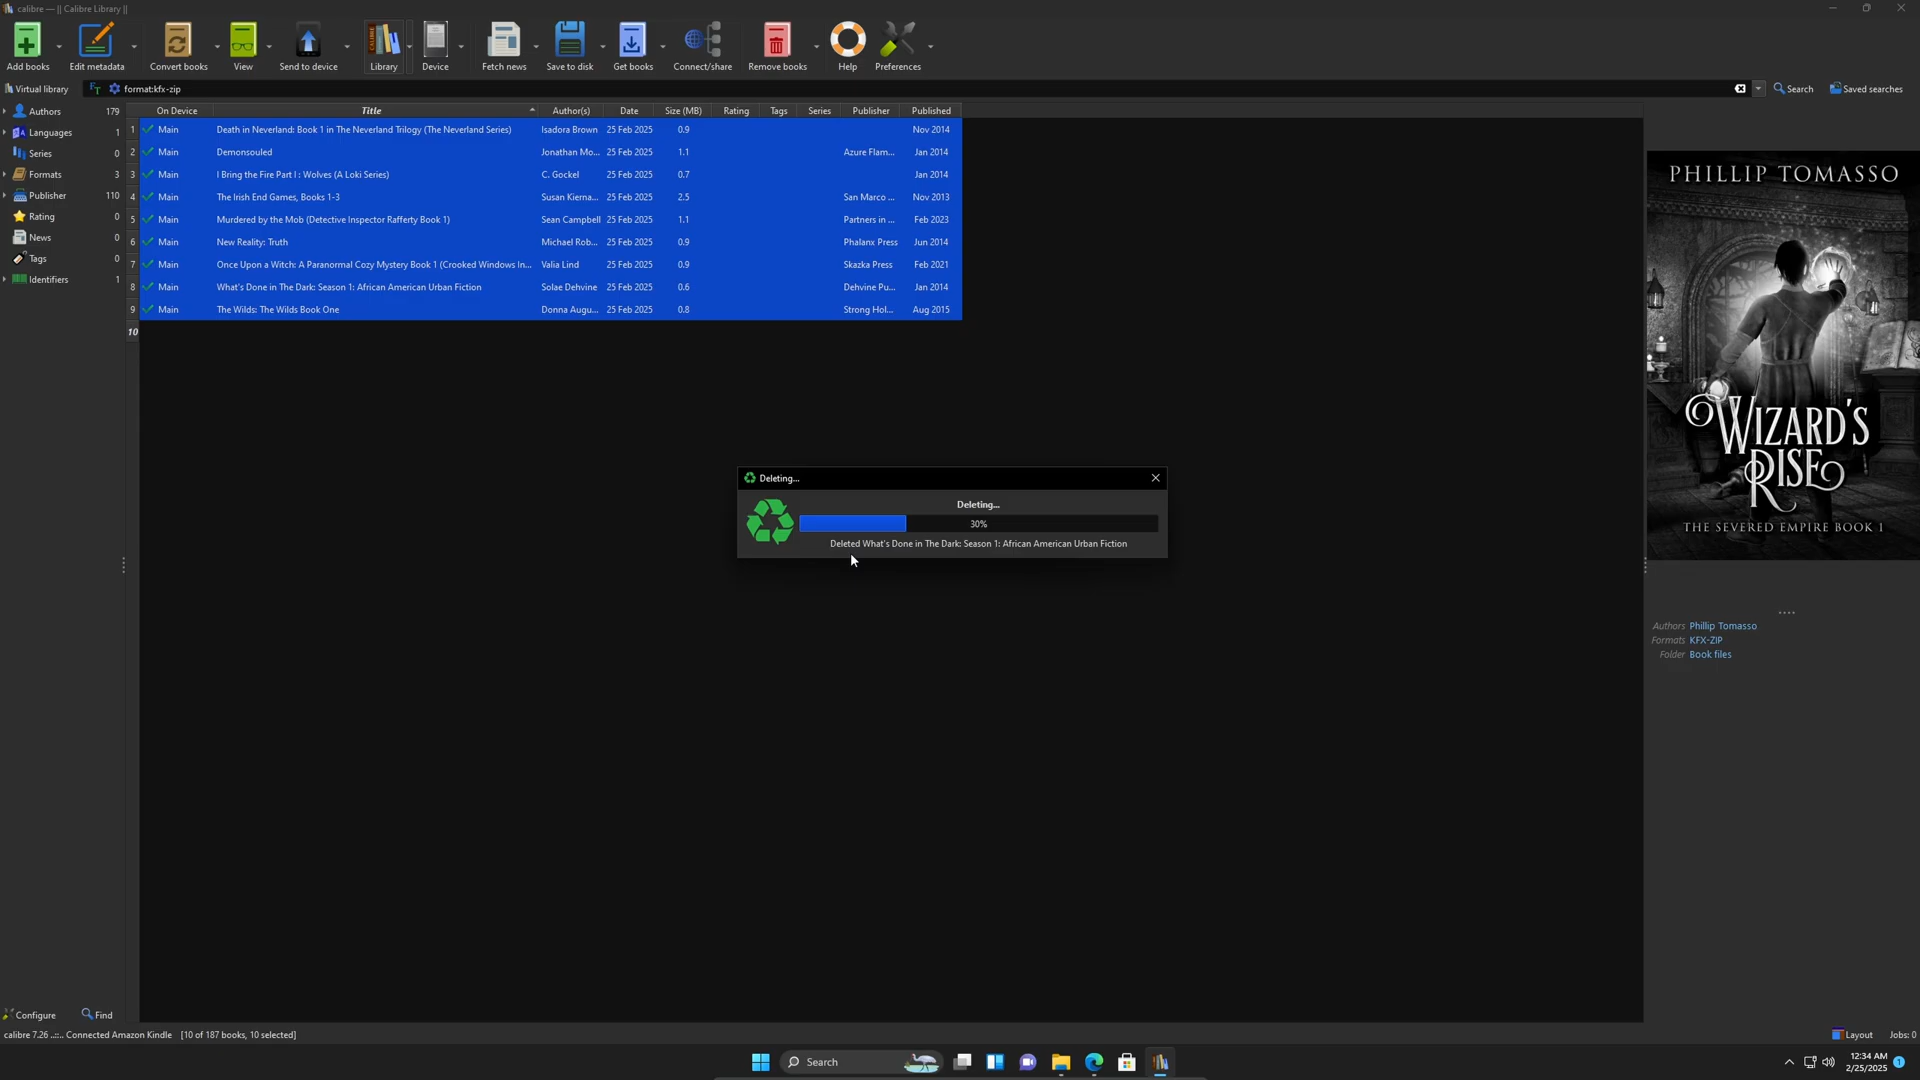 calibre — || Calibre Library ||
Add books
Edit metadata
Convert books
View
Send to device
Library
Device
Fetch news
Save to disk
Get books
Connect/share
Remove books
Help
Preferences
Virtual library
format:kfx-zip
Search
Saved searches
Authors 179
Languages 1
Series 0
Formats 3
Publisher 110
Rating 0
News 0
Tags 0
Identifiers 1
On Device Title Author(s) Date Size (MB) Rating Tags Series Publisher Published
1 Main Death in Neverland: Book 1 in The Neverland Trilogy (The Neverland Series) Isadora Brown 25 Feb 2025 0.9 Nov 2014
2 Main Demonsouled Jonathan Mo... 25 Feb 2025 1.1 Azure Flam... Jan 2014
3 Main I Bring the Fire Part I : Wolves (A Loki Series) C. Gockel 25 Feb 2025 0.7 Jan 2014
4 Main The Irish End Games, Books 1-3 Susan Kierna... 25 Feb 2025 2.5 San Marco ... Nov 2013
5 Main Murdered by the Mob (Detective Inspector Rafferty Book 1) Sean Campbell 25 Feb 2025 1.1 Partners in ... Feb 2023
6 Main New Reality: Truth Michael Rob... 25 Feb 2025 0.9 Phalanx Press Jun 2014
7 Main Once Upon a Witch: A Paranormal Cozy Mystery Book 1 (Crooked Windows In... Valia Lind 25 Feb 2025 0.9 Skazka Press Feb 2021
8 Main What's Done in The Dark: Season 1: African American Urban Fiction Solae Dehvine 25 Feb 2025 0.6 Dehvine Pu... Jan 2014
9 Main The Wilds: The Wilds Book One Donna Augu... 25 Feb 2025 0.8 Strong Hol... Aug 2015
10
Deleting...
Deleting...
30%
Deleted What's Done in The Dark: Season 1: African American Urban Fiction
PHILLIP TOMASSO
WIZARD'S
RISE
THE SEVERED EMPIRE BOOK 1
Authors Phillip Tomasso
Formats KFX-ZIP
Folder Book files
Configure
Find
calibre 7.26 ..::.. Connected Amazon Kindle [10 of 187 books, 10 selected]
Layout
Jobs: 0
Search
12:34 AM
2/25/2025
1